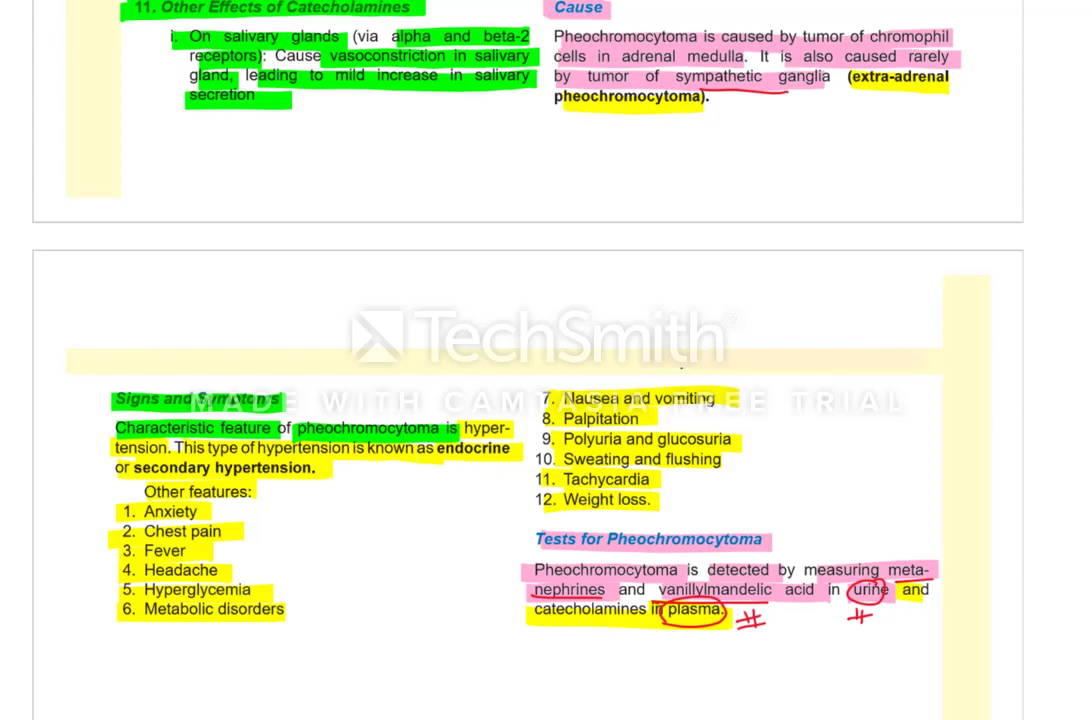 11. Other Effects of Catecholamines
i. On salivary glands (via alpha and beta-2
receptors): Cause vasoconstriction in salivary
gland, leading to mild increase in salivary
secretion
Cause
Pheochromocytoma is caused by tumor of chromophil
cells in adrenal medulla. It is also caused rarely
by tumor of sympathetic ganglia (extra-adrenal
pheochromocytoma).
TechSmith®
MADE WITH CAMTASIA FREE TRIAL
Signs and Symptoms
Characteristic feature of pheochromocytoma is hyper-
tension. This type of hypertension is known as endocrine
or secondary hypertension.
Other features:
1. Anxiety
2. Chest pain
3. Fever
4. Headache
5. Hyperglycemia
6. Metabolic disorders
7. Nausea and vomiting
8. Palpitation
9. Polyuria and glucosuria
10. Sweating and flushing
11. Tachycardia
12. Weight loss.
Tests for Pheochromocytoma
Pheochromocytoma is detected by measuring meta-
nephrines and vanillylmandelic acid in urine and
catecholamines in plasma.